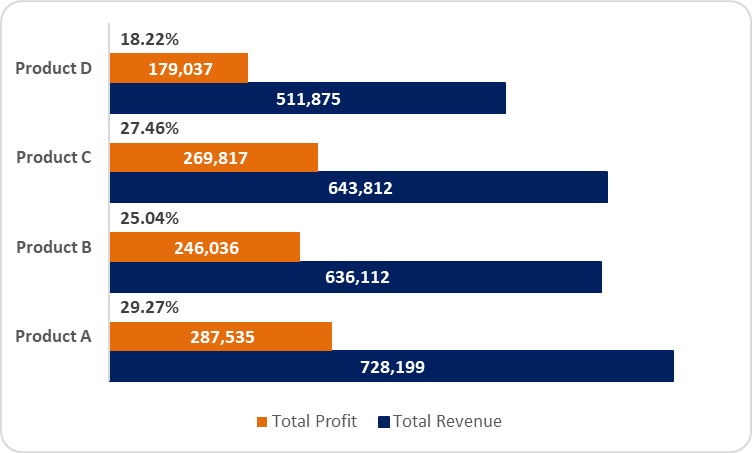 18.22%
Product D
179,037
511,875
27.46%
Product C
269,817
643,812
25.04%
Product B
246,036
636,112
29.27%
Product A
287,535
728,199
Total Profit Total Revenue